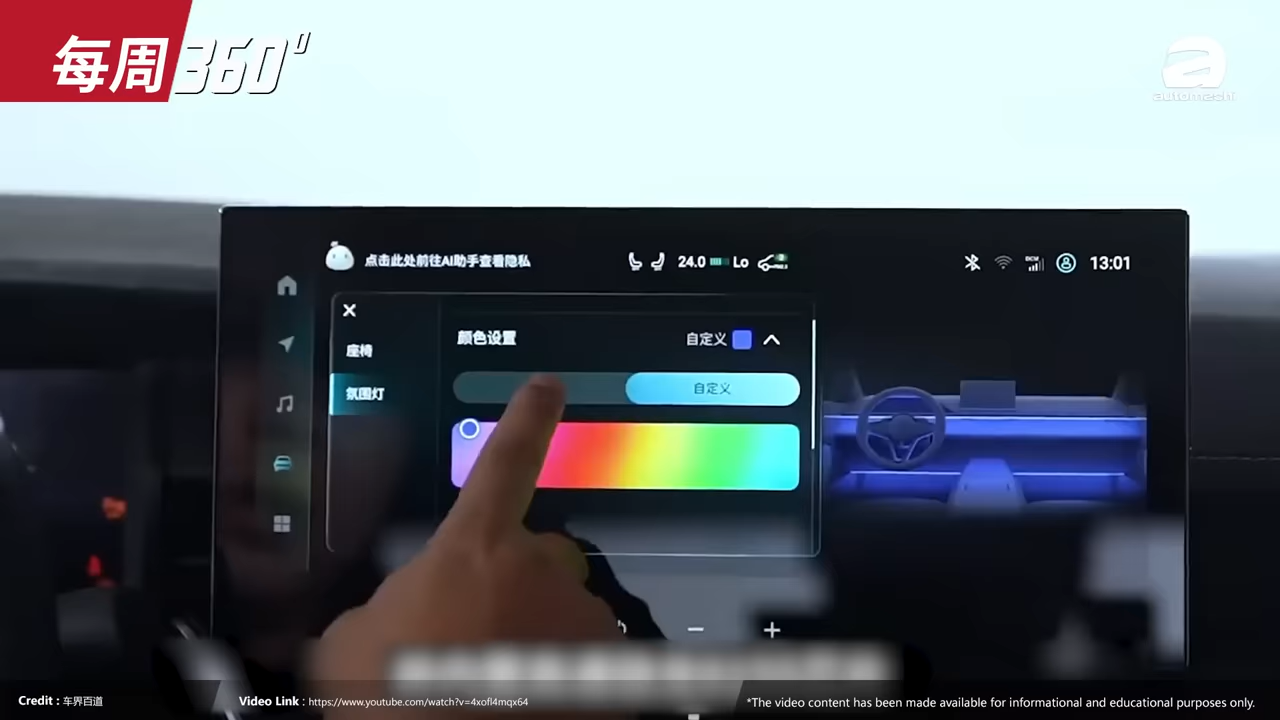 每周360°
automachi
点击此处前往AI助手查看隐私
24.0
Lo
13:01
颜色设置
自定义
座椅
氛围灯
自定义
Credit : 车界百道
Video Link : https://www.youtube.com/watch?v=4xofl4mqx64
*The video content has been made available for informational and educational purposes only.